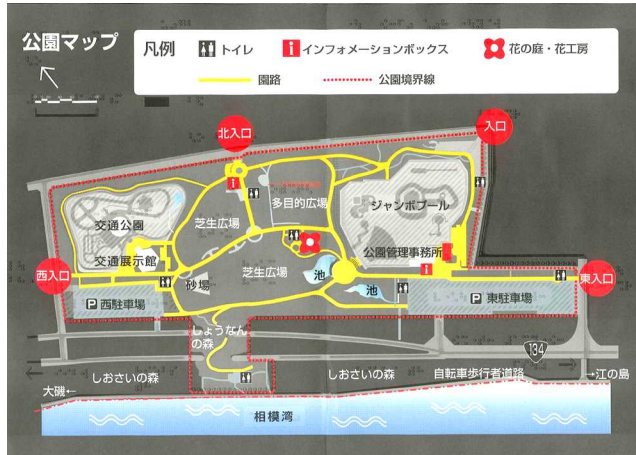 公園マップ
凡例
トイレ
インフォメーションボックス
花の庭・花工房
園路
公園境界線
北入口
入口
多目的広場
ジャンボプール
交通公園
芝生広場
交通展示館
公園管理事務所
芝生広場
西入口
池
東入口
砂場
池
P 西駐車場
P 東駐車場
しょうなん
の森
134
しおさいの森
しおさいの森
自転車歩行者道路
大磯←
→江の島
相模湾